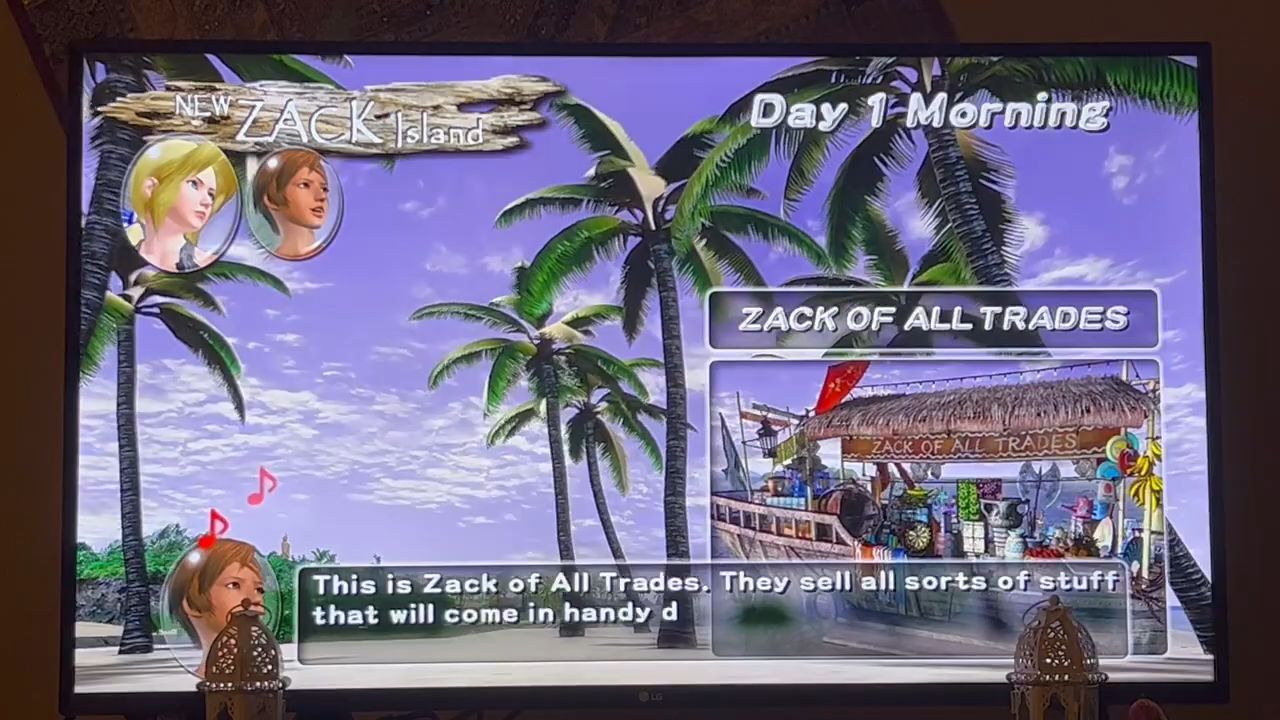 NEW ZACK Island
Day 1 Morning
ZACK OF ALL TRADES
ZACK OF ALL TRADES
This is Zack of All Trades. They sell all sorts of stuff
that will come in handy d
LG